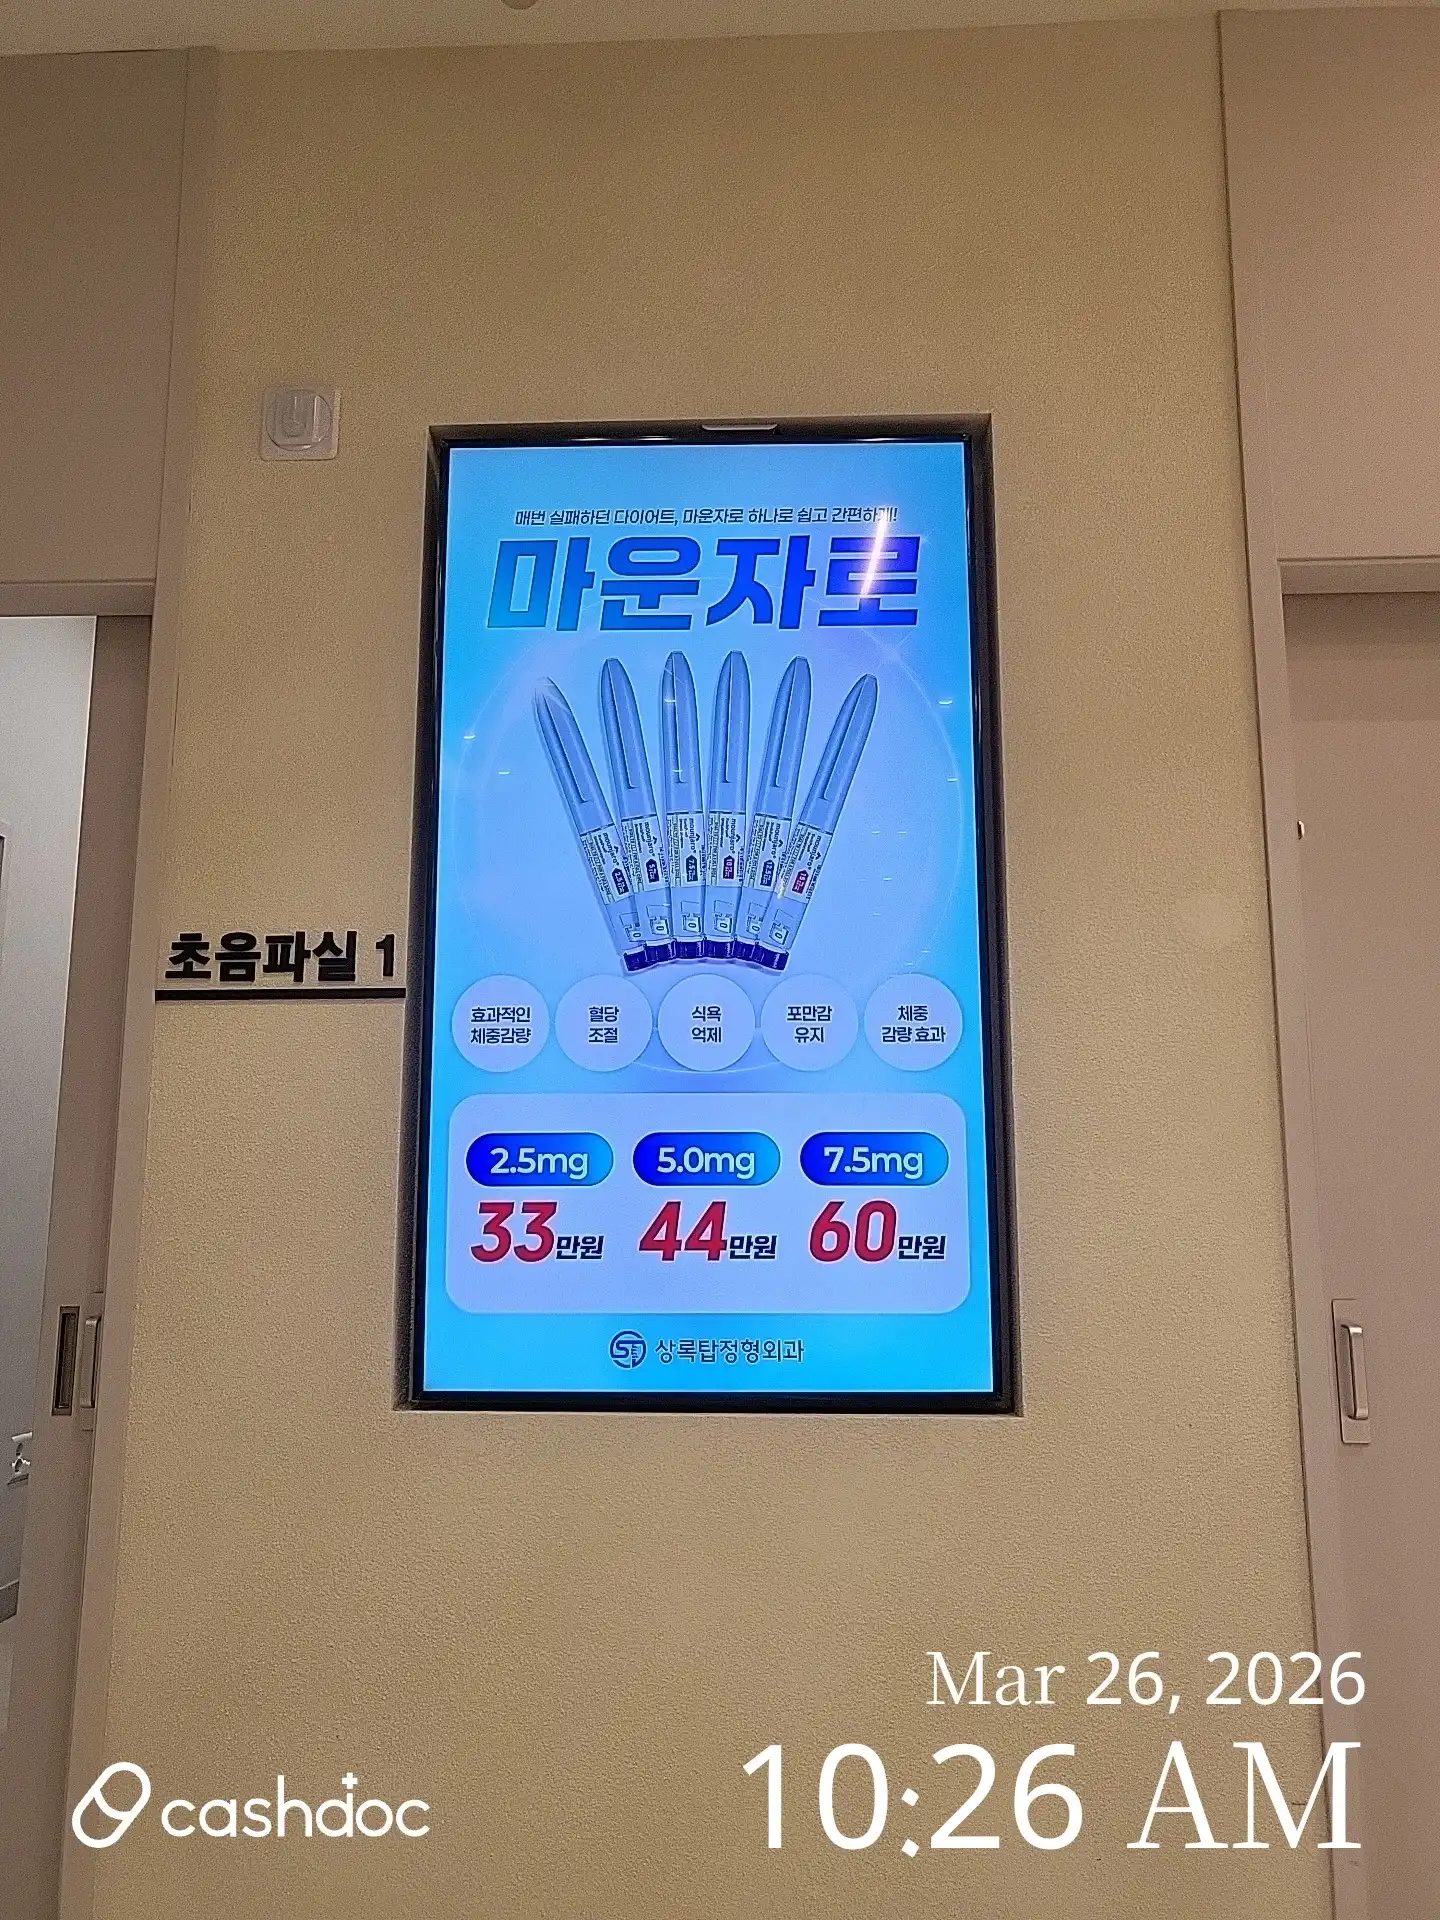 매번 실패하던 다이어트, 마운자로 하나로 쉽고 간편하게!
마운자로
초음파실 1
효과적인
체중감량
혈당
조절
식욕
억제
포만감
유지
체중
감량 효과
2.5mg 5.0mg 7.5mg
33만원 44만원 60만원
상록탑정형외과
Mar 26, 2026
10:26 AM
cashdoc